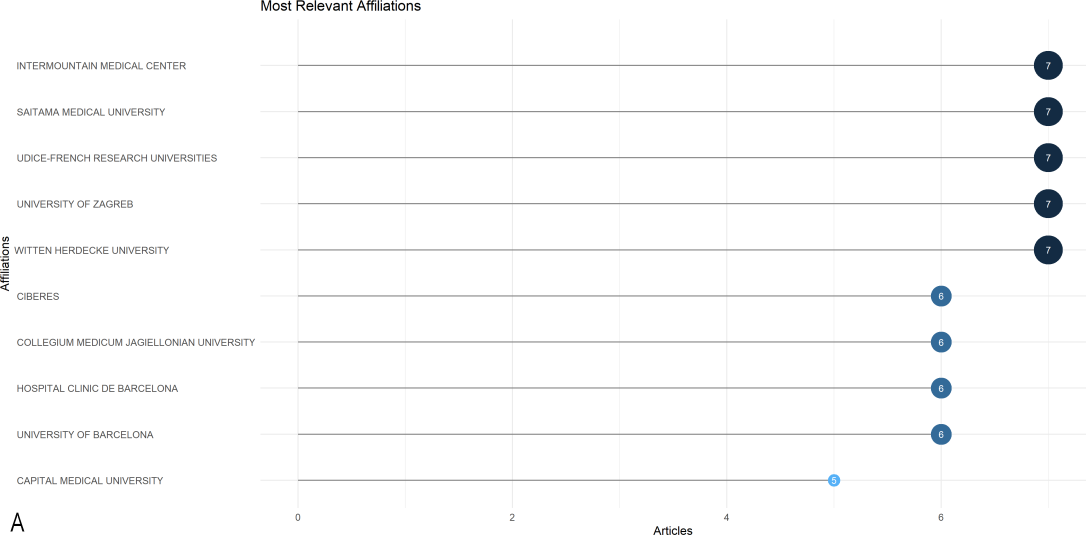 Most Relevant Affiliations
INTERMOUNTAIN MEDICAL CENTER 7
SAITAMA MEDICAL UNIVERSITY 7
UDICE-FRENCH RESEARCH UNIVERSITIES 7
UNIVERSITY OF ZAGREB 7
WITTEN HERDECKE UNIVERSITY 7
Affiliations
CIBERES 6
COLLEGIUM MEDICUM JAGIELLONIAN UNIVERSITY 6
HOSPITAL CLINIC DE BARCELONA 6
UNIVERSITY OF BARCELONA 6
CAPITAL MEDICAL UNIVERSITY 5
0 2 4 6
Articles
A